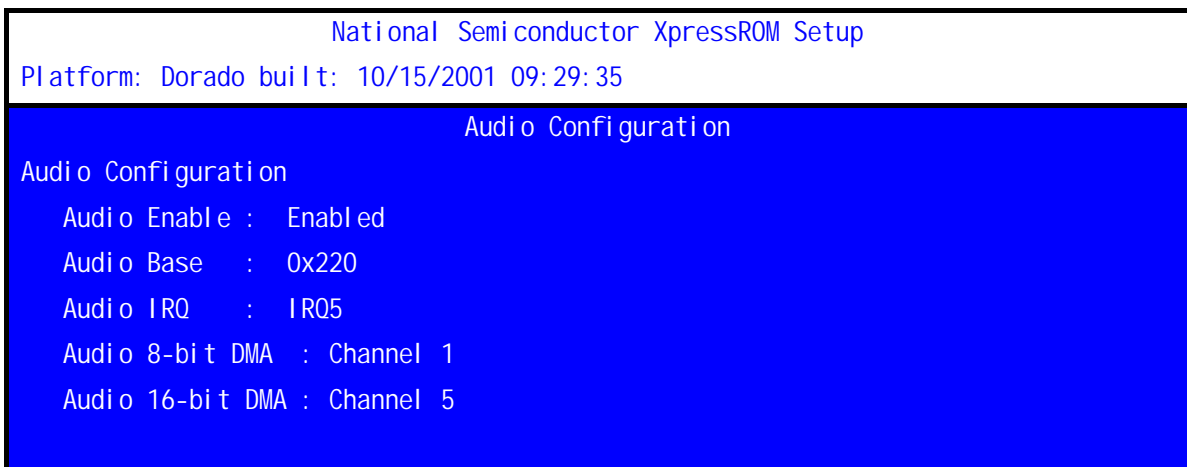 National Semiconductor XpressROM Setup
Platform: Dorado built: 10/15/2001 09:29:35
Audio Configuration
Audio Configuration
Audio Enable : Enabled
Audio Base : 0x220
Audio IRQ : IRQ5
Audio 8-bit DMA : Channel 1
Audio 16-bit DMA : Channel 5